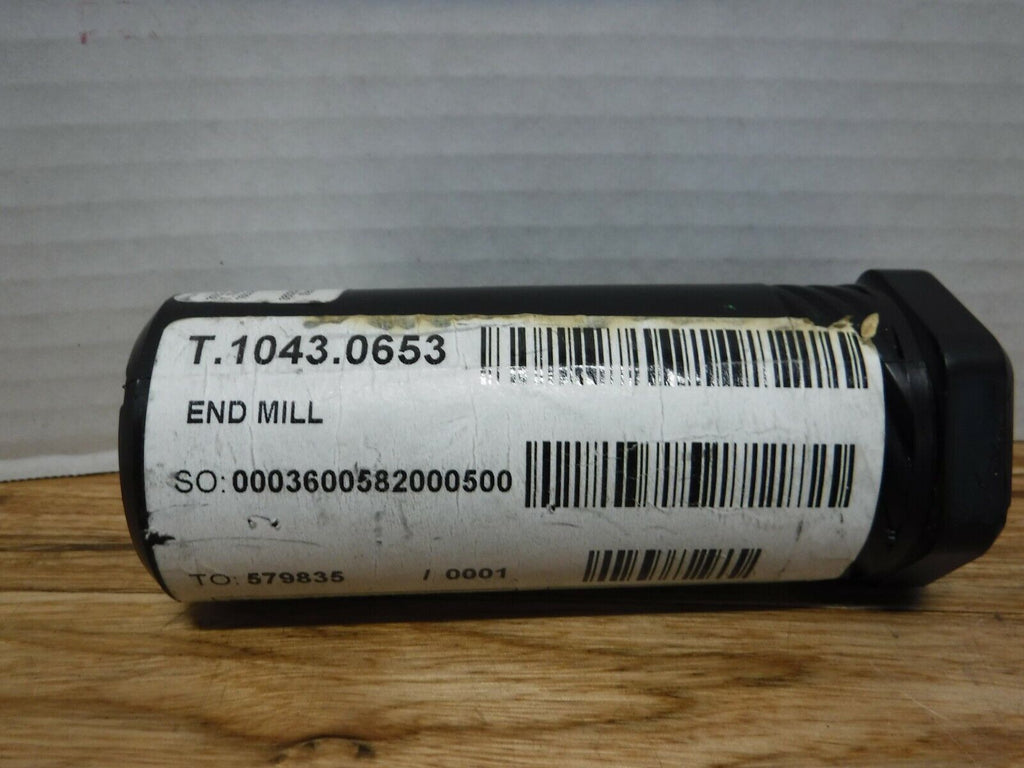 T.1043.0653
END MILL
SO: 0003600582000500
TO: 579835 / 0001